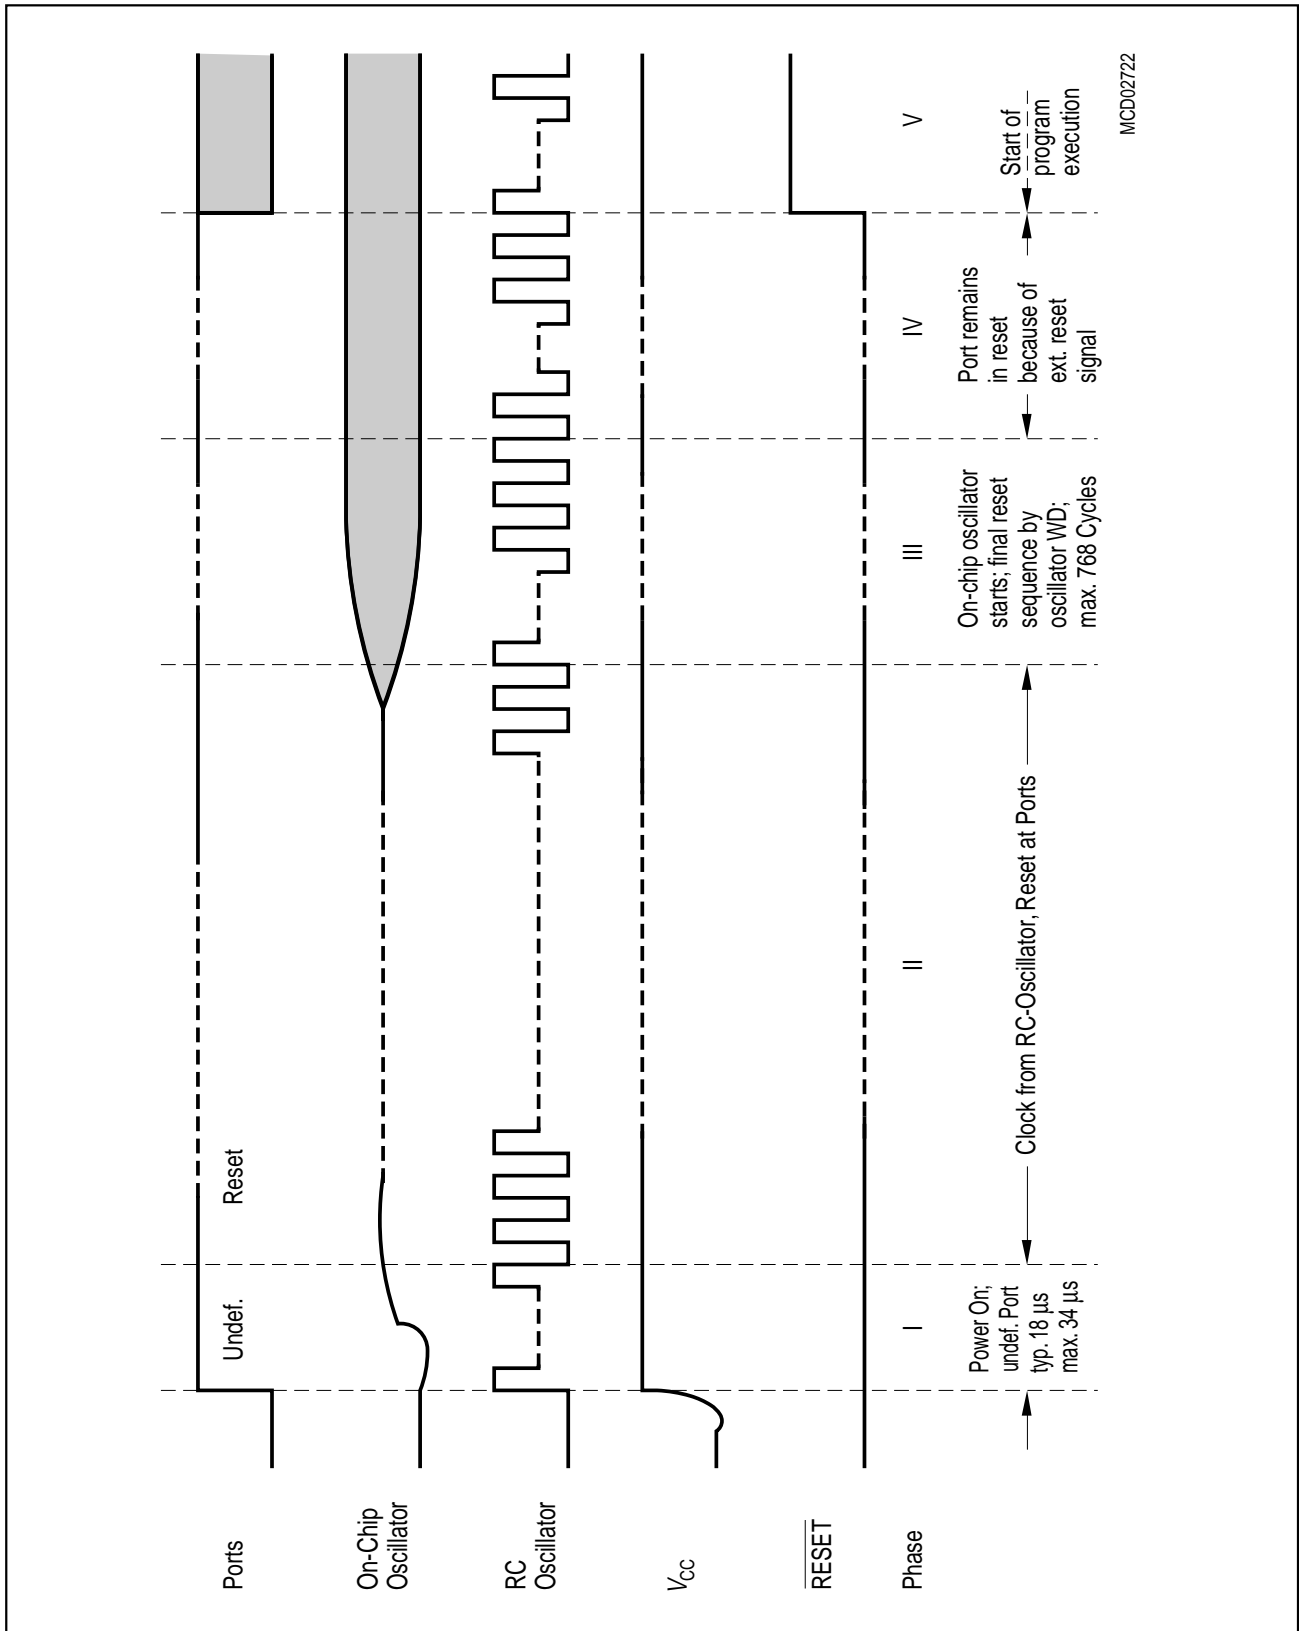 Ports
Undef.
Reset
On-Chip
Oscillator
RC
Oscillator
VCC
RESET
Phase
I
II
III
IV
V
Power On;
undef. Port
typ. 18 μs
max. 34 μs
Clock from RC-Oscillator, Reset at Ports
On-chip oscillator
starts; final reset
sequence by
oscillator WD;
max. 768 Cycles
Port remains
in reset
because of
ext. reset
signal
Start of
program
execution
MCD02722